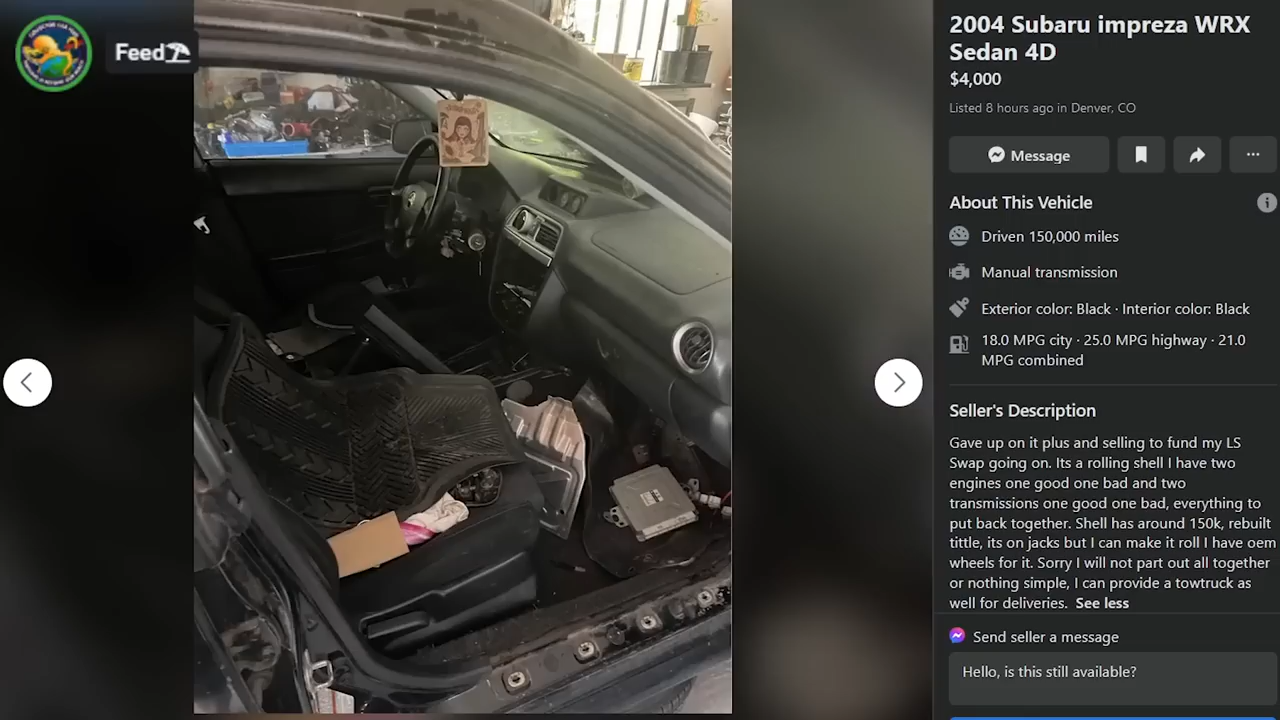 Feed
2004 Subaru impreza WRX
Sedan 4D
$4,000
Listed 8 hours ago in Denver, CO
Message
About This Vehicle
Driven 150,000 miles
Manual transmission
Exterior color: Black · Interior color: Black
18.0 MPG city · 25.0 MPG highway · 21.0
MPG combined
Seller's Description
Gave up on it plus and selling to fund my LS
Swap going on. Its a rolling shell I have two
engines one good one bad and two
transmissions one good one bad, everything to
put back together. Shell has around 150k, rebuilt
tittle, its on jacks but I can make it roll I have oem
wheels for it. Sorry I will not part out all together
or nothing simple, I can provide a towtruck as
well for deliveries. See less
Send seller a message
Hello, is this still available?